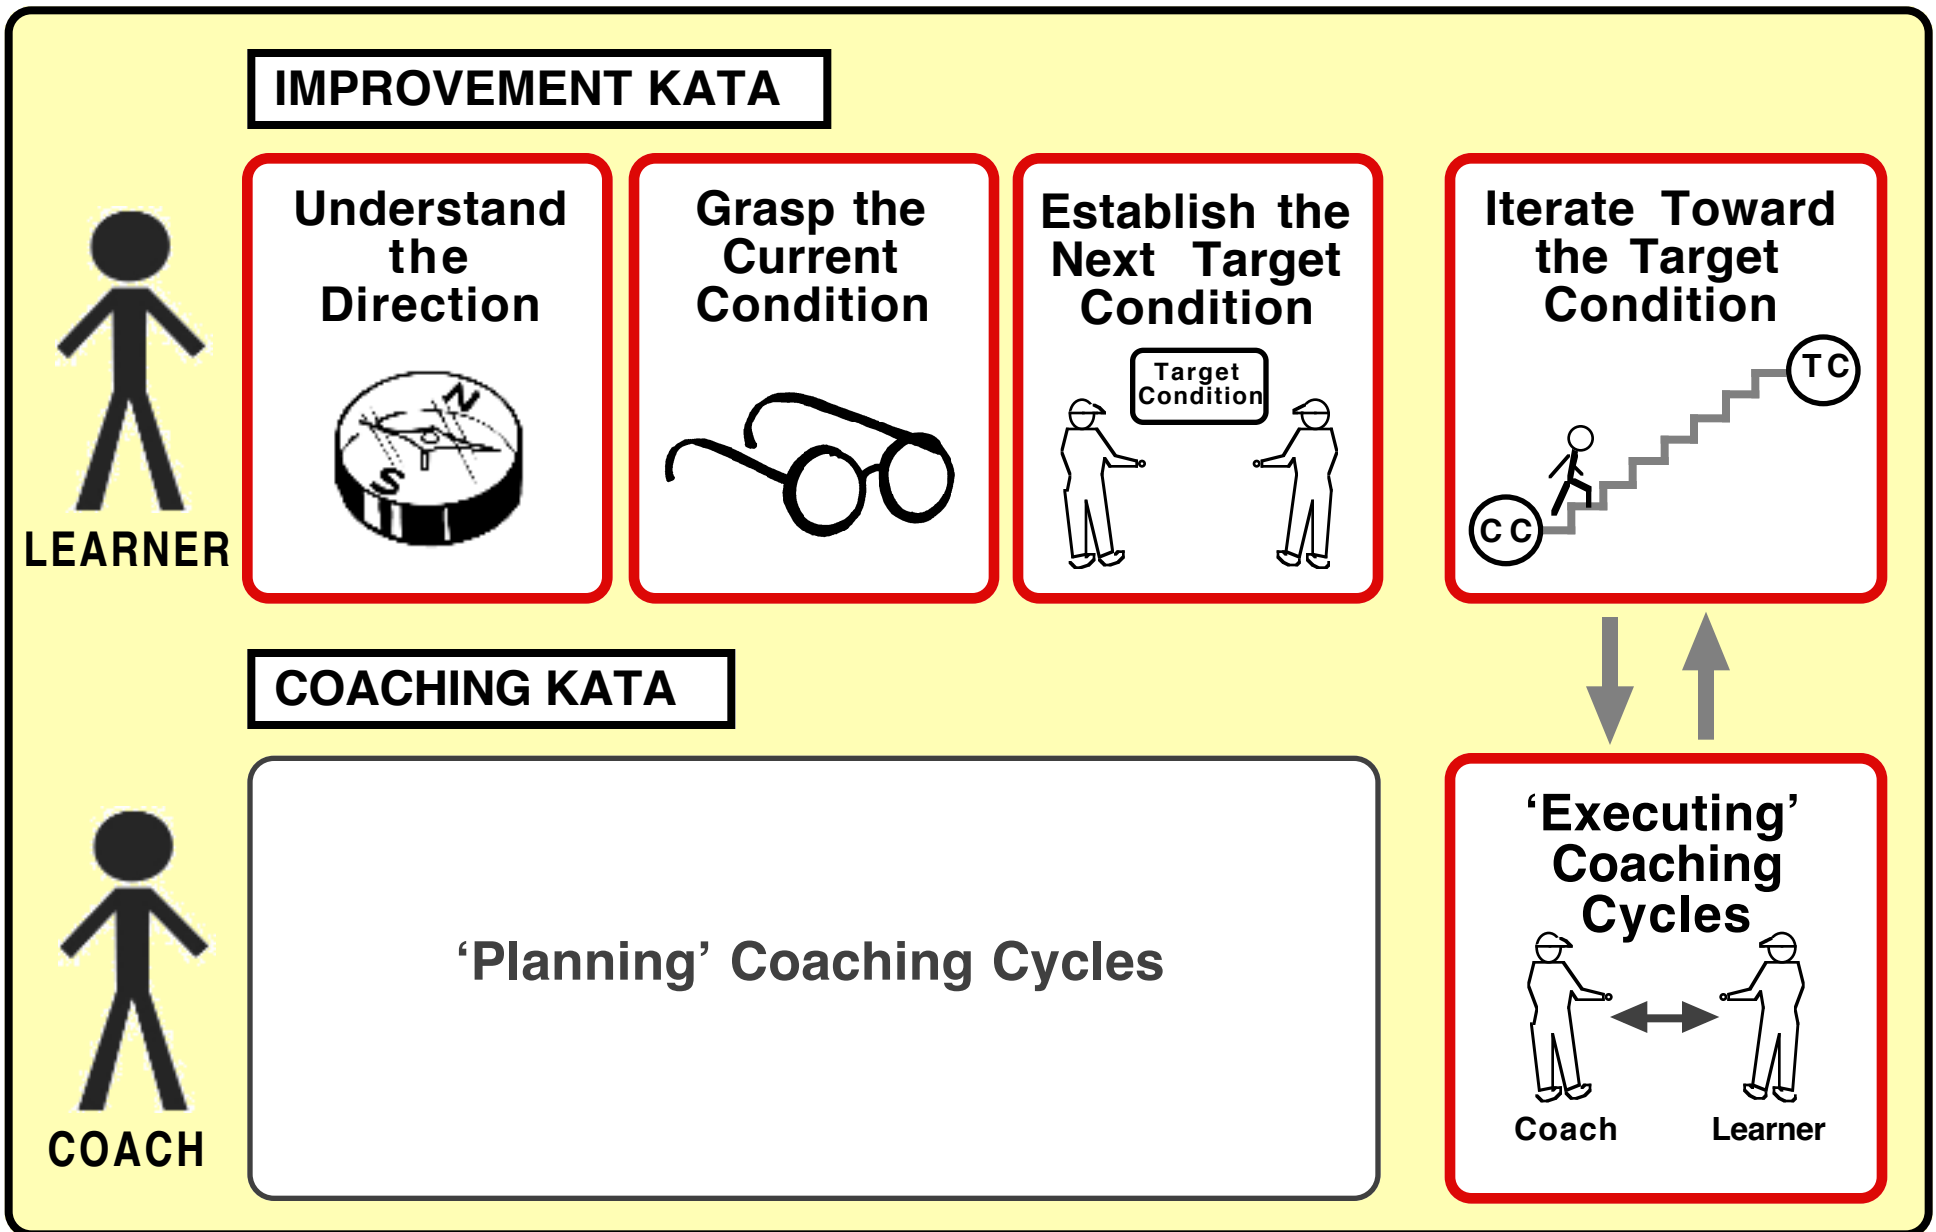 IMPROVEMENT KATA
Understand
the
Direction
N
S
Grasp the
Current
Condition
Establish the
Next Target
Condition
Target
Condition
Iterate Toward
the Target
Condition
TC
CC
LEARNER
COACHING KATA
‘Planning’ Coaching Cycles
‘Executing’
Coaching
Cycles
Coach
Learner
COACH